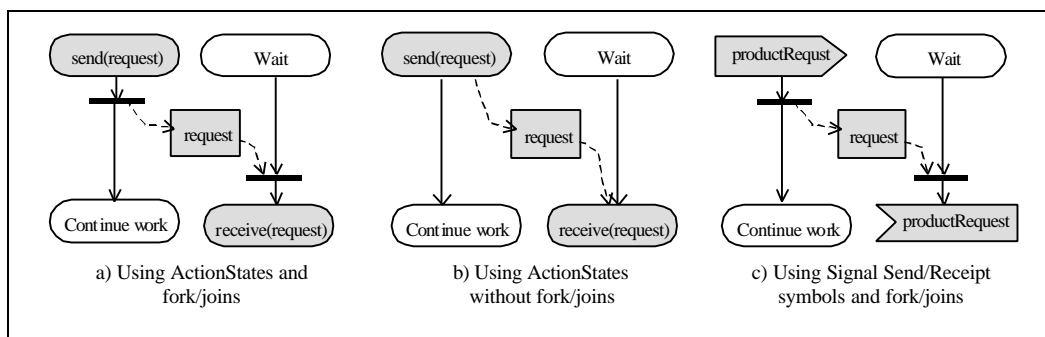 send(request)
Wait
request
Continue work
receive(request)
a) Using ActionStates and
fork/joins
send(request)
Wait
request
Continue work
receive(request)
b) Using ActionStates
without fork/joins
productRequst
Wait
request
Continue work
productRequest
c) Using Signal Send/Receipt
symbols and fork/joins